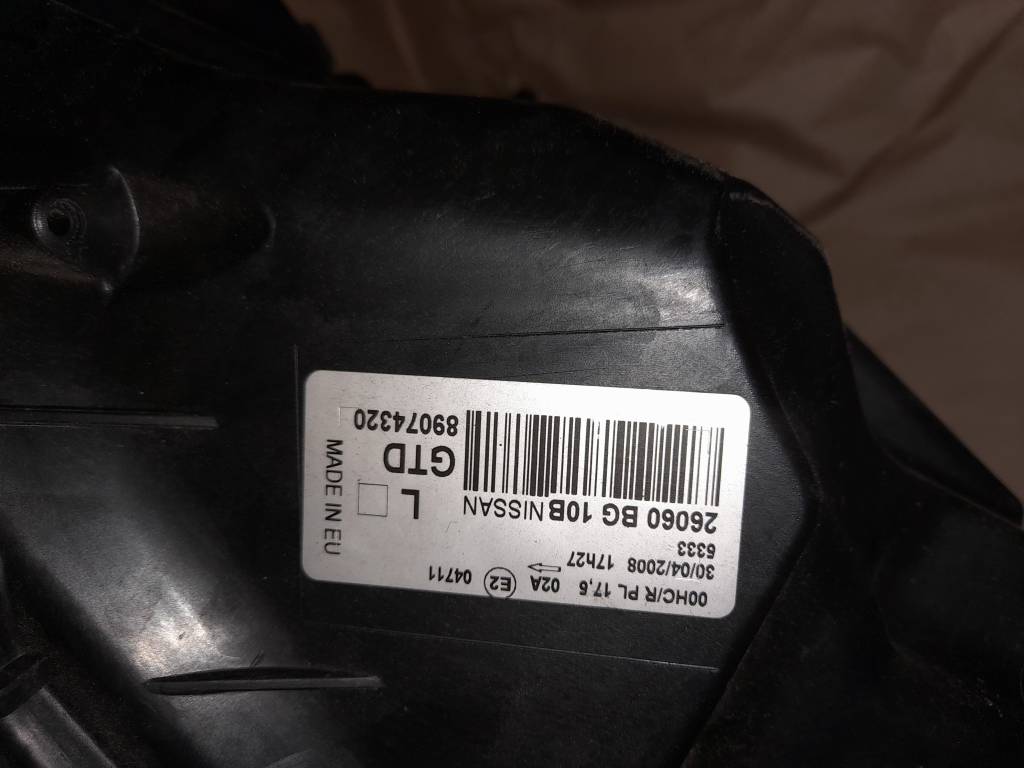 00HC/R PL 17,5 02A E2 04711
30/04/2008 17h27
5333
26060 BG 10B NISSAN
L
GTD
89074320
MADE IN EU